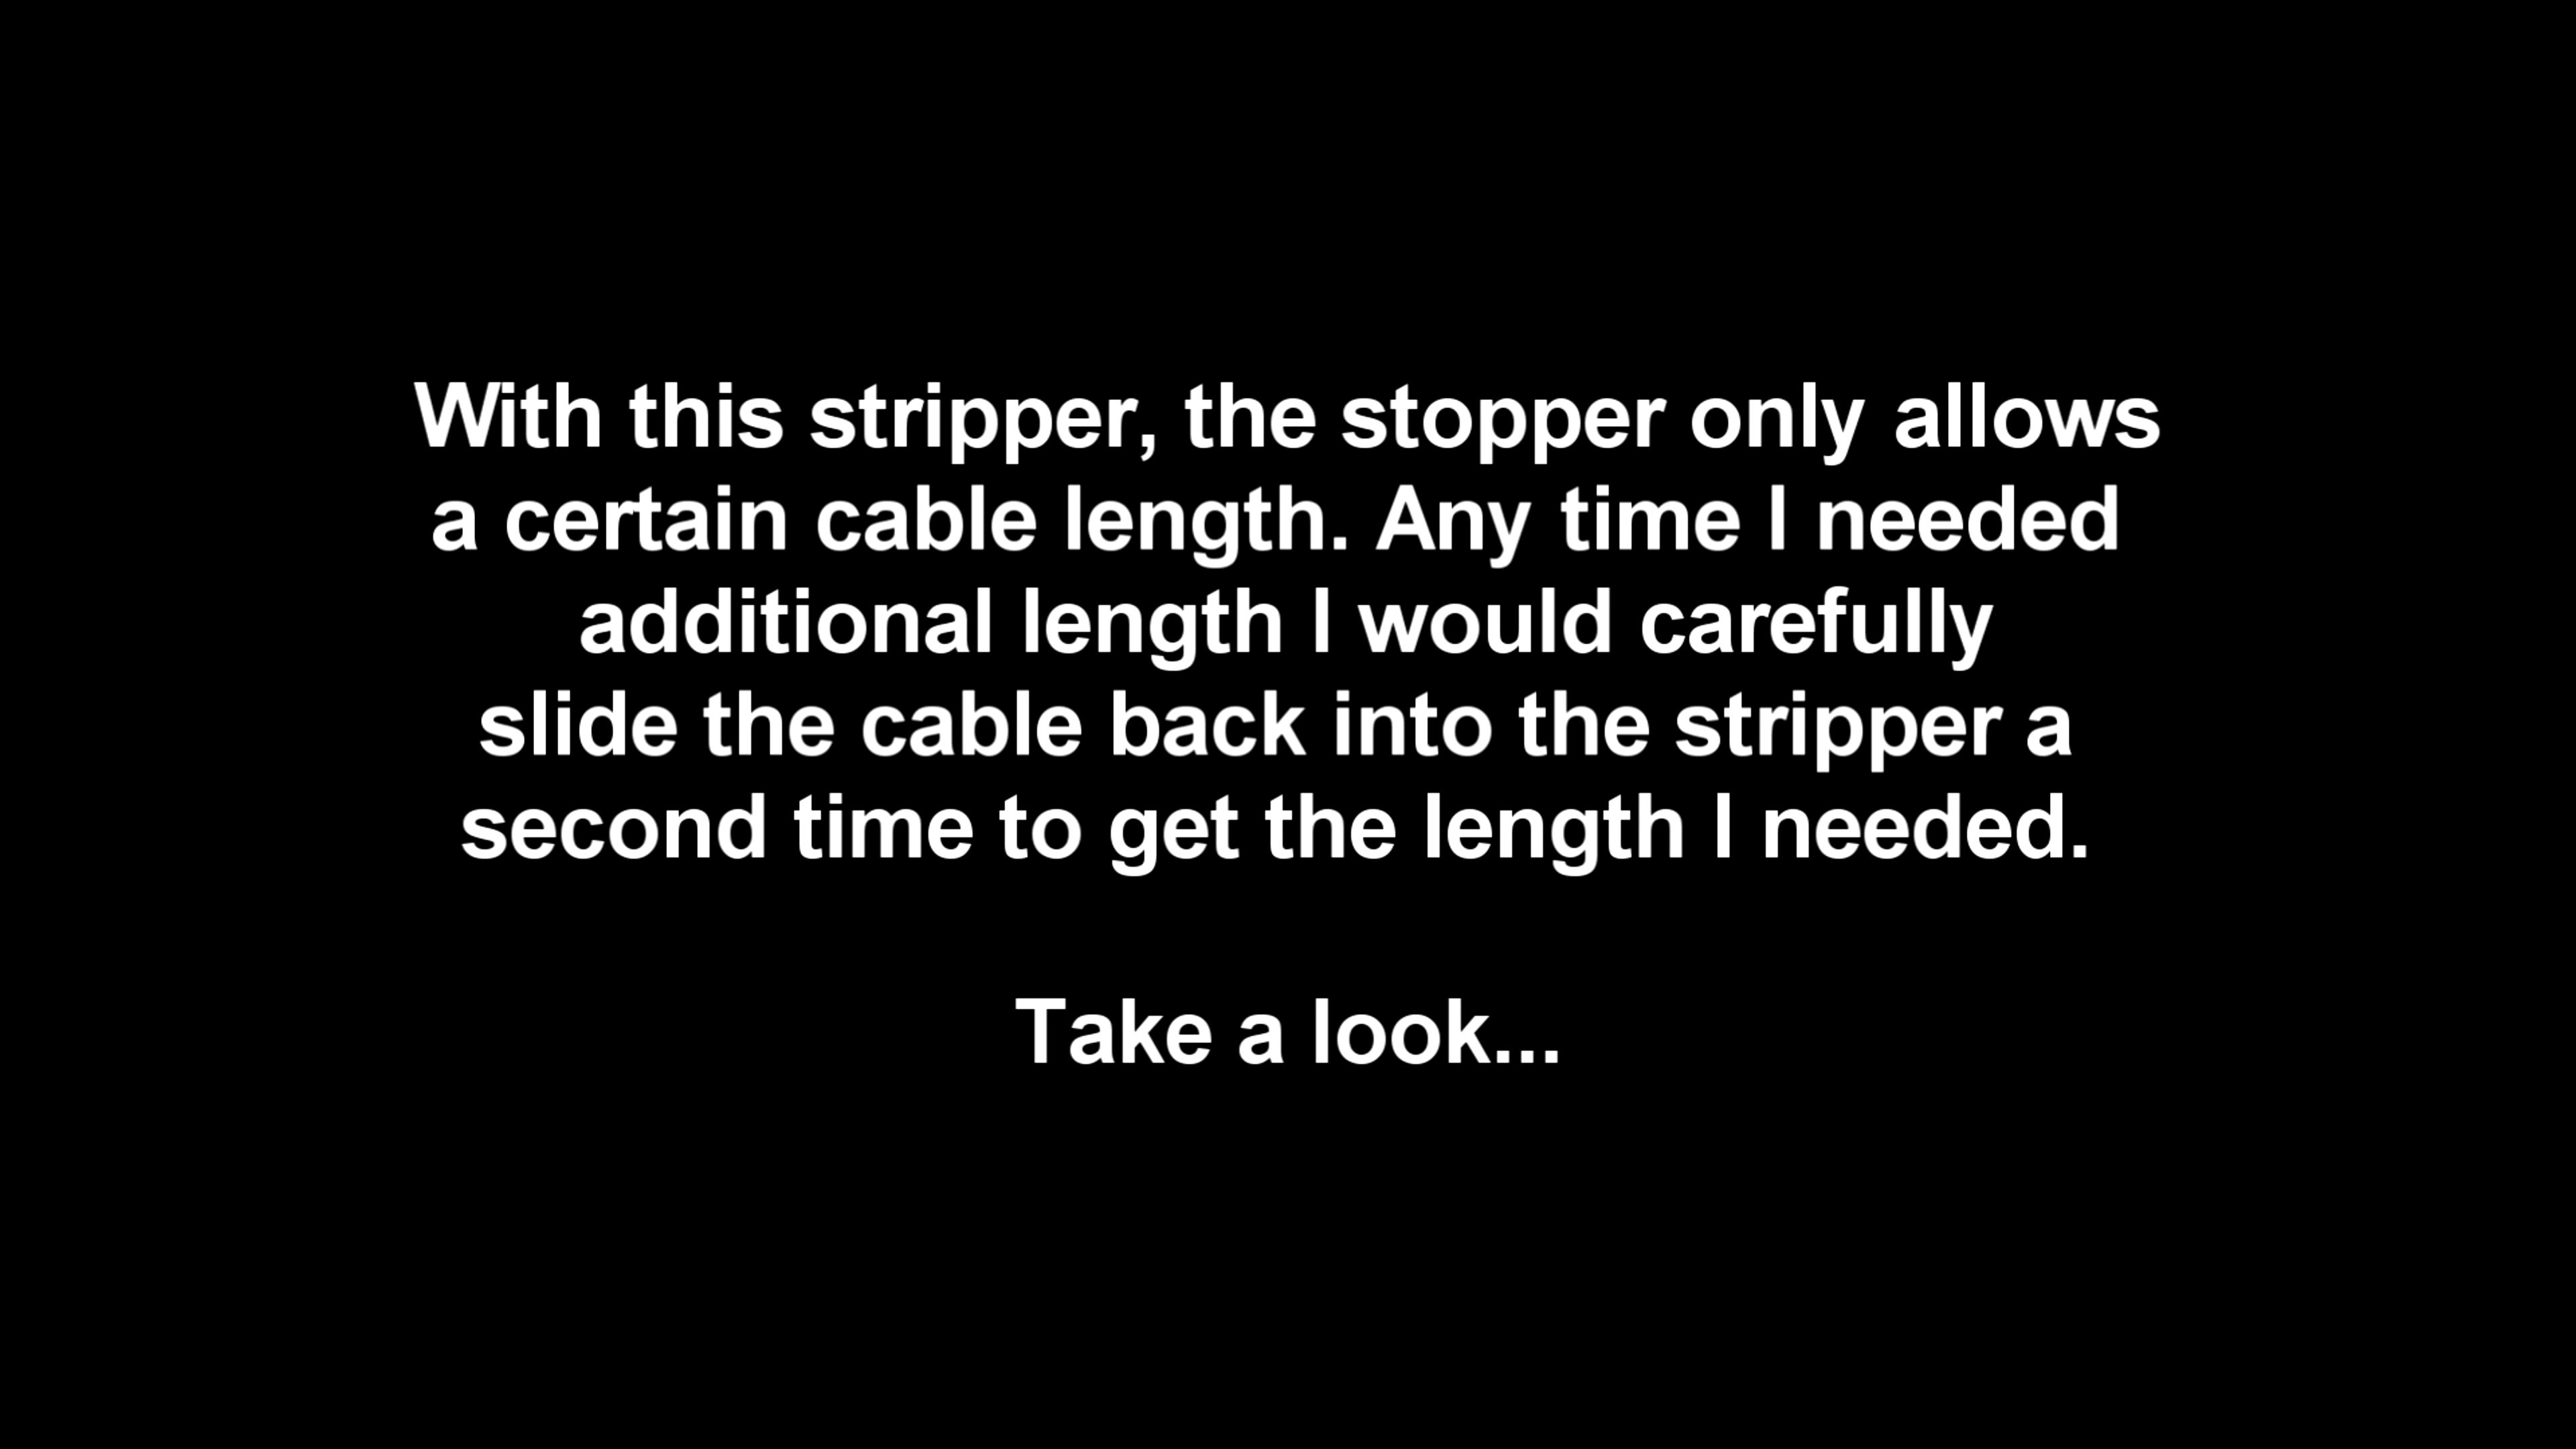 With this stripper, the stopper only allows
a certain cable length. Any time I needed
additional length I would carefully
slide the cable back into the stripper a
second time to get the length I needed.
Take a look...